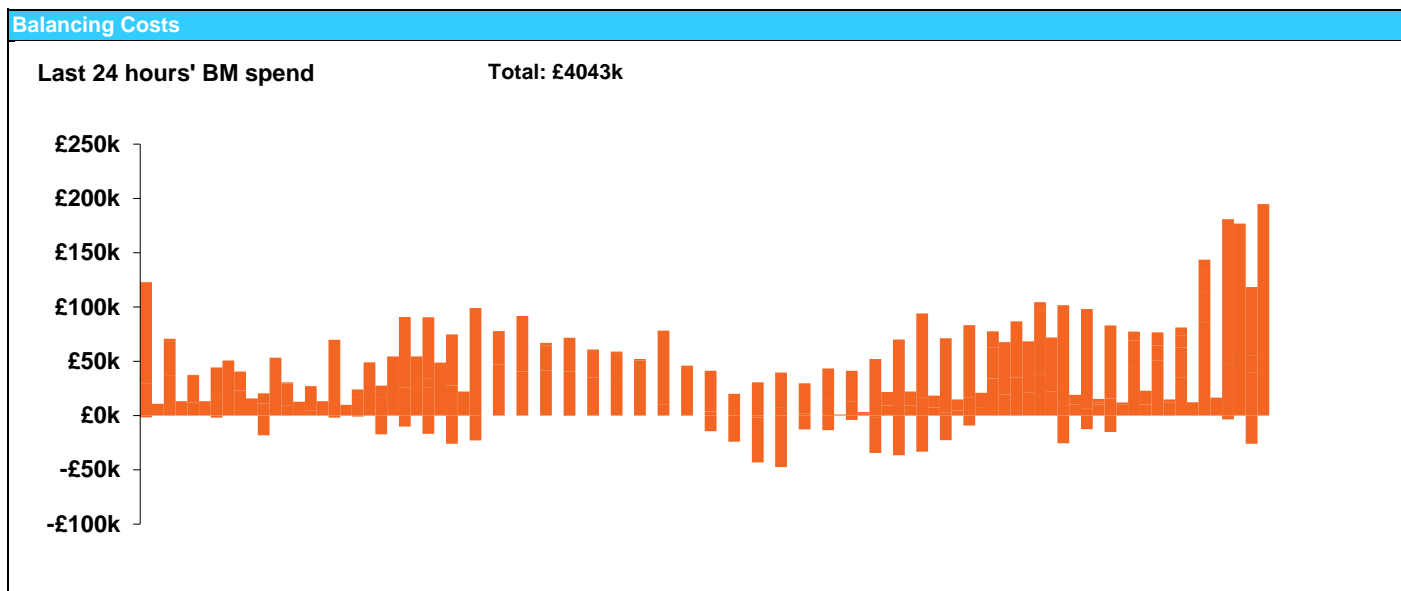 Balancing Costs
Last 24 hours' BM spend
Total: £4043k
£250k
£200k
£150k
£100k
£50k
£0k
-£50k
-£100k